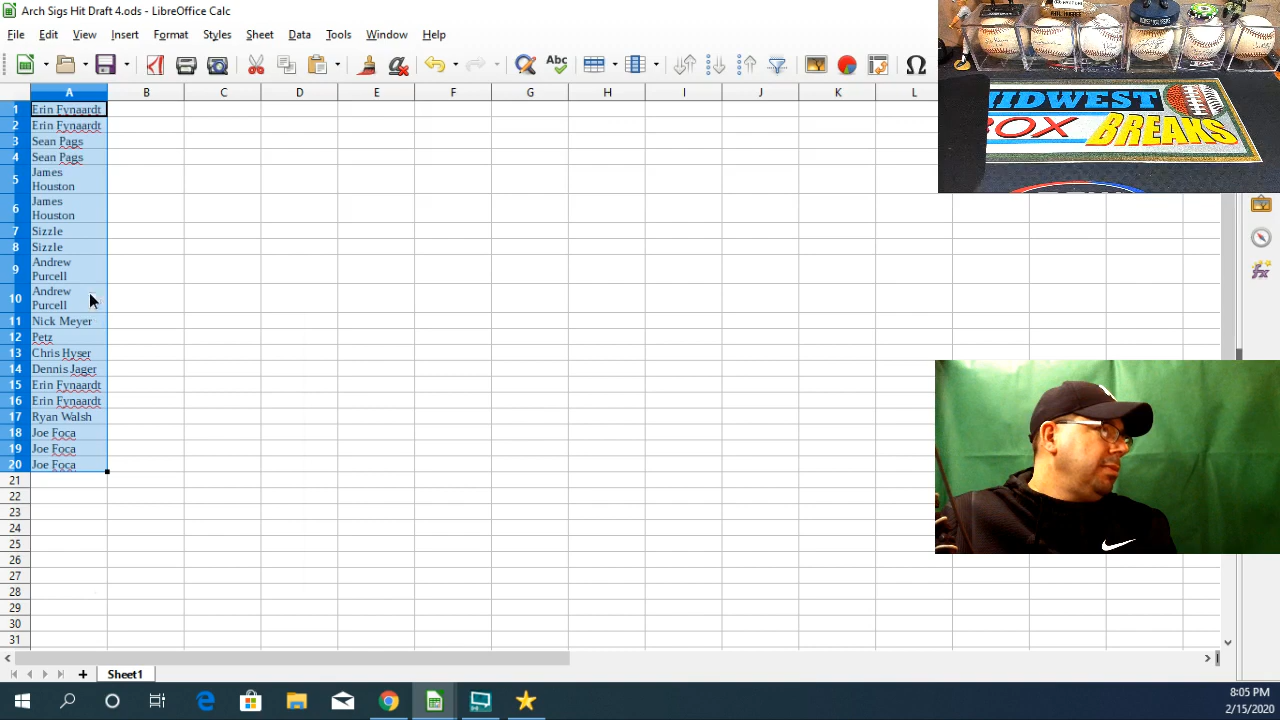 Arch Sigs Hit Draft 4.ods - LibreOffice Calc
File Edit View Insert Format Styles Sheet Data Tools Window Help
A B C D E F G H I J K L
1 Erin Fynaardt
2 Erin Fynaardt
3 Sean Pags
4 Sean Pags
5 James
Houston
6 James
Houston
7 Sizzle
8 Sizzle
9 Andrew
Purcell
10 Andrew
Purcell
11 Nick Meyer
12 Petz
13 Chris Hyser
14 Dennis Jager
15 Erin Fynaardt
16 Erin Fynaardt
17 Ryan Walsh
18 Joe Foca
19 Joe Foca
20 Joe Foca
21
22
23
24
25
26
27
28
29
30
31
Sheet1
MIDWEST
BOX BREAKS
8:05 PM
2/15/2020